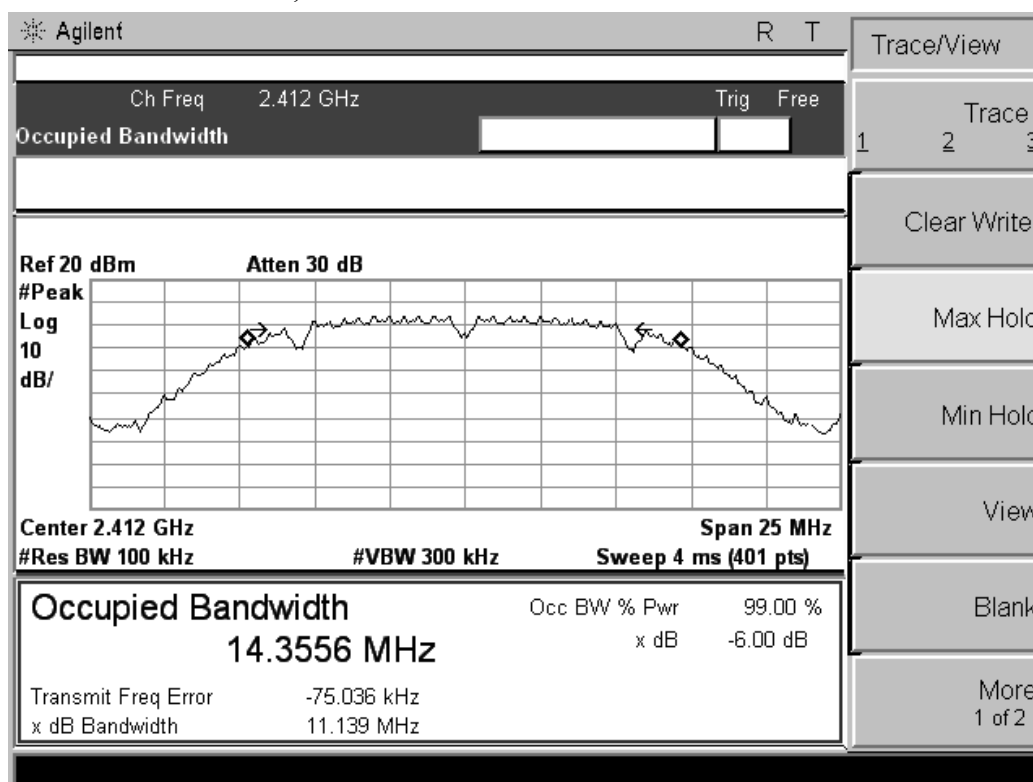 Agilent R T
Trace/View
Ch Freq 2.412 GHz Trig Free
Occupied Bandwidth
Trace
1 2 3
Clear Write
Ref 20 dBm Atten 30 dB
#Peak
Log
10
dB/
Max Hold
Min Hold
View
Center 2.412 GHz Span 25 MHz
#Res BW 100 kHz #VBW 300 kHz Sweep 4 ms (401 pts)
Occupied Bandwidth Occ BW % Pwr 99.00 %
14.3556 MHz x dB -6.00 dB
Blank
Transmit Freq Error -75.036 kHz
x dB Bandwidth 11.139 MHz
More
1 of 2